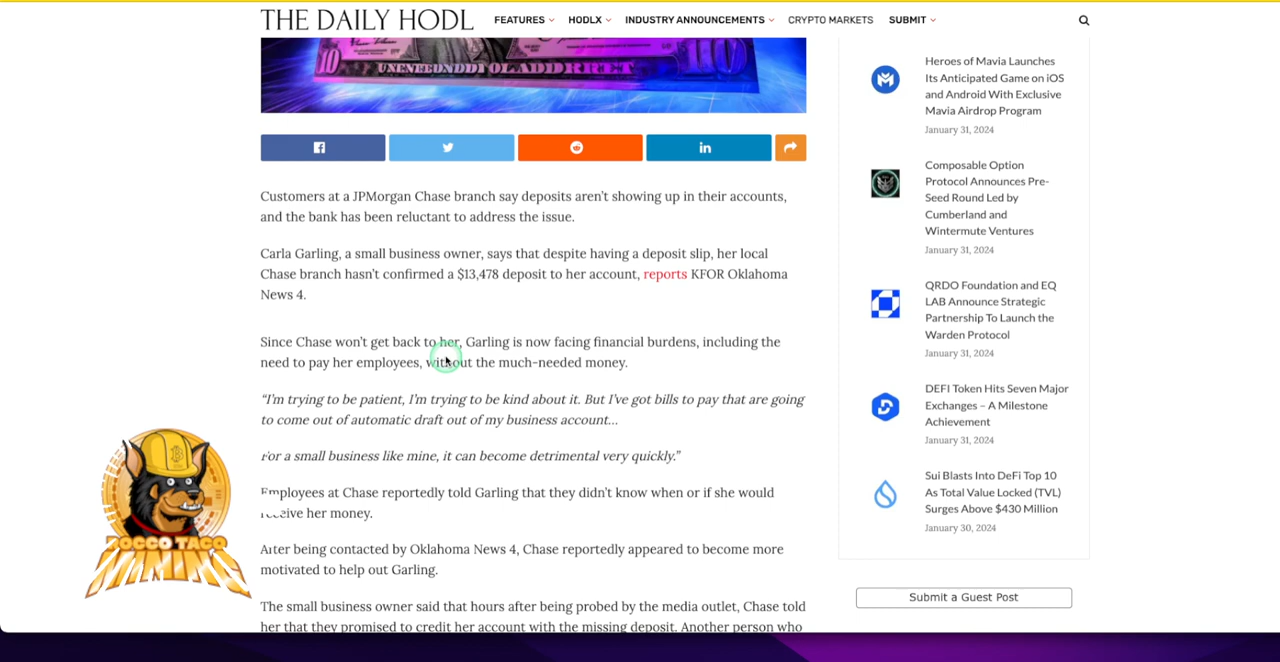 THE DAILY HODL
FEATURES
HODLX
INDUSTRY ANNOUNCEMENTS
CRYPTO MARKETS
SUBMIT
10
10
Customers at a JPMorgan Chase branch say deposits aren't showing up in their accounts,
and the bank has been reluctant to address the issue.
Carla Garling, a small business owner, says that despite having a deposit slip, her local
Chase branch hasn't confirmed a $13,478 deposit to her account, reports KFOR Oklahoma
News 4.
Since Chase won't get back to her, Garling is now facing financial burdens, including the
need to pay her employees, without the much-needed money.
"I'm trying to be patient, I'm trying to be kind about it. But I've got bills to pay that are going
to come out of automatic draft out of my business account…
For a small business like mine, it can become detrimental very quickly."
Employees at Chase reportedly told Garling that they didn't know when or if she would
receive her money.
After being contacted by Oklahoma News 4, Chase reportedly appeared to become more
motivated to help out Garling.
The small business owner said that hours after being probed by the media outlet, Chase told
her that they promised to credit her account with the missing deposit. Another person who
Heroes of Mavia Launches
Its Anticipated Game on iOS
and Android With Exclusive
Mavia Airdrop Program
January 31, 2024
Composable Option
Protocol Announces Pre-
Seed Round Led by
Cumberland and
Wintermute Ventures
January 31, 2024
QRDO Foundation and EQ
LAB Announce Strategic
Partnership To Launch the
Warden Protocol
January 31, 2024
DEFI Token Hits Seven Major
Exchanges – A Milestone
Achievement
January 31, 2024
Sui Blasts Into DeFi Top 10
As Total Value Locked (TVL)
Surges Above $430 Million
January 30, 2024
Submit a Guest Post
ROCCO TACO
MINING